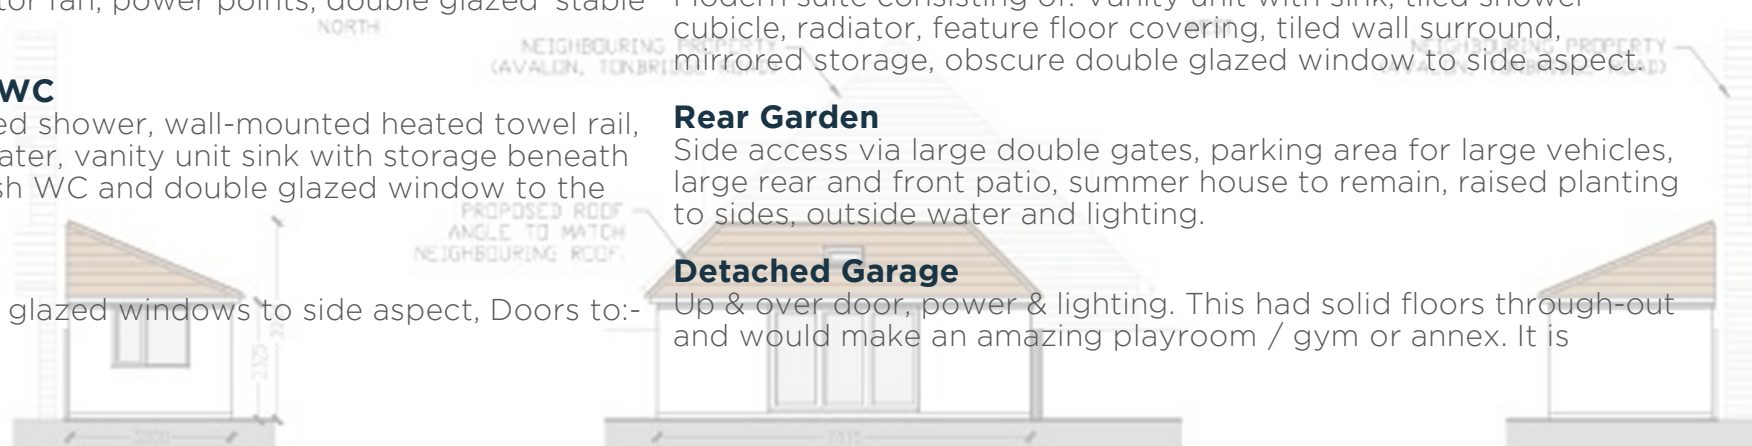 tor fan, power points, double glazed 'stable
WC
ed shower, wall-mounted heated towel rail,
ater, vanity unit sink with storage beneath
sh WC and double glazed window to the
glazed windows to side aspect, Doors to:-
Modern suite consisting of: Vanity unit with sink, tiled shower
cubicle, radiator, feature floor covering, tiled wall surround,
mirrored storage, obscure double glazed window to side aspect.
Rear Garden
Side access via large double gates, parking area for large vehicles,
large rear and front patio, summer house to remain, raised planting
to sides, outside water and lighting.
Detached Garage
Up & over door, power & lighting. This had solid floors through-out
and would make an amazing playroom / gym or annex. It is
NORTH
NEIGHBOURING PROPERTY
(AVALON, TONBRIDGE ROAD)
NEIGHBOURING PROPERTY
(AVALON, TONBRIDGE ROAD)
PROPOSED ROOF
ANGLE TO MATCH
NEIGHBOURING ROOF.
2325